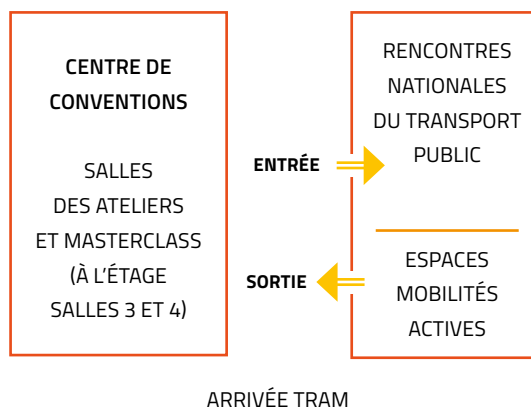 CENTRE DE
CONVENTIONS
SALLES
DES ATELIERS
ET MASTERCLASS
(À L’ÉTAGE
SALLES 3 ET 4)
ENTRÉE
SORTIE
RENCONTRES
NATIONALES
DU TRANSPORT
PUBLIC
ESPACES
MOBILITÉS
ACTIVES
ARRIVÉE TRAM